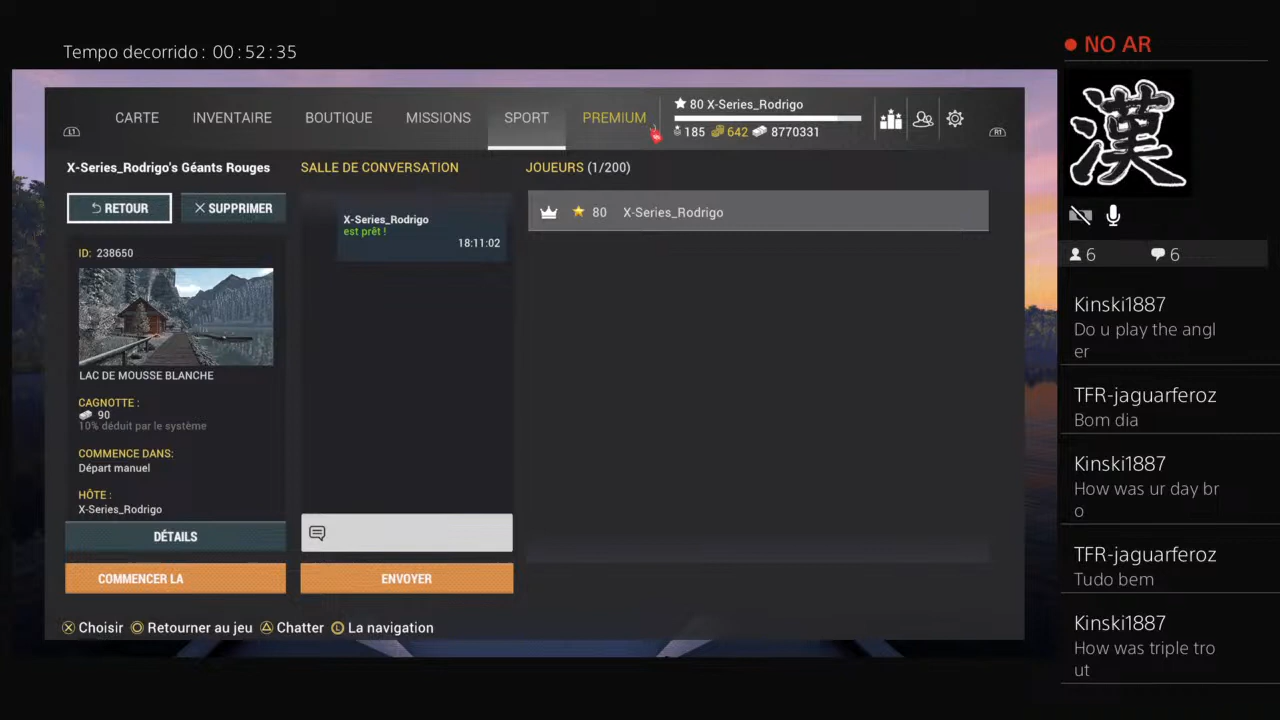 Tempo decorrido: 00:52:35
NO AR
CARTE INVENTAIRE BOUTIQUE MISSIONS SPORT PREMIUM
80 X-Series_Rodrigo
185 642 8770331
L1
R1
X-Series_Rodrigo's Géants Rouges
RETOUR
SUPPRIMER
ID: 238650
LAC DE MOUSSE BLANCHE
CAGNOTTE :
90
10% déduit par le système
COMMENCE DANS:
Départ manuel
HÔTE :
X-Series_Rodrigo
DÉTAILS
COMMENCER LA
SALLE DE CONVERSATION
X-Series_Rodrigo
est prêt !
18:11:02
ENVOYER
JOUEURS (1/200)
80 X-Series_Rodrigo
Choisir Retourner au jeu Chatter L La navigation
漢
6 6
Kinski1887
Do u play the angl
er
TFR-jaguarferoz
Bom dia
Kinski1887
How was ur day br
o
TFR-jaguarferoz
Tudo bem
Kinski1887
How was triple tro
ut